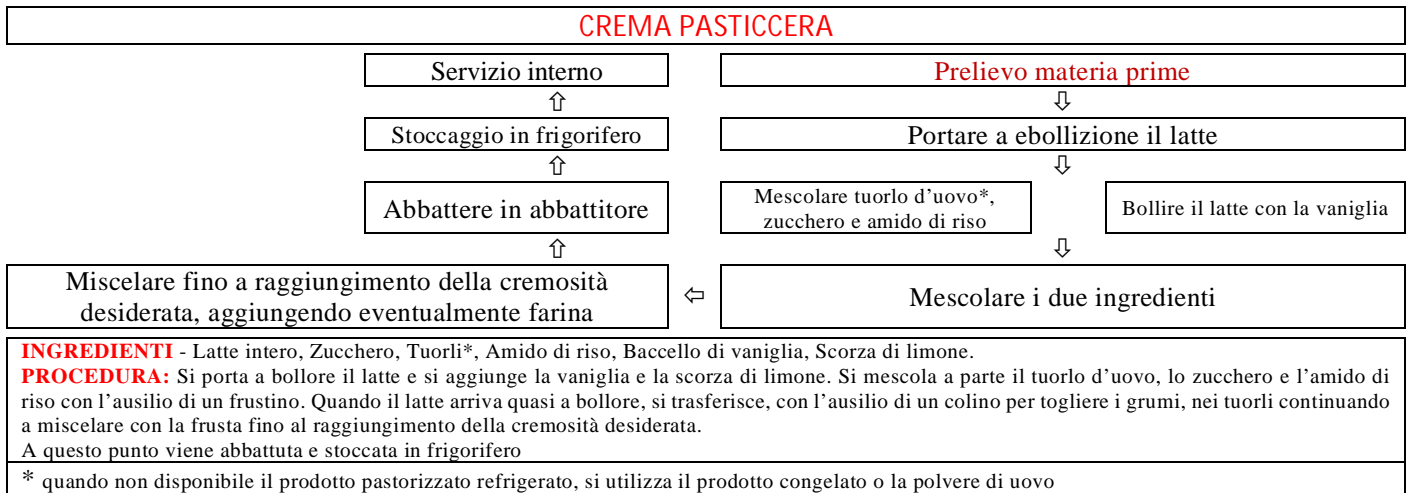 CREMA PASTICCERA
Servizio interno
Prelievo materia prime
⇧
⇩
Stoccaggio in frigorifero
Portare a ebollizione il latte
⇧
⇩
Abbattere in abbattitore
Mescolare tuorlo d’uovo*,
zucchero e amido di riso
Bollire il latte con la vaniglia
⇧
⇩
Miscelare fino a raggiungimento della cremosità
desiderata, aggiungendo eventualmente farina
⇦
Mescolare i due ingredienti
INGREDIENTI - Latte intero, Zucchero, Tuorli*, Amido di riso, Baccello di vaniglia, Scorza di limone.
PROCEDURA: Si porta a bollore il latte e si aggiunge la vaniglia e la scorza di limone. Si mescola a parte il tuorlo d’uovo, lo zucchero e l’amido di
riso con l’ausilio di un frustino. Quando il latte arriva quasi a bollore, si trasferisce, con l’ausilio di un colino per togliere i grumi, nei tuorli continuando
a miscelare con la frusta fino al raggiungimento della cremosità desiderata.
A questo punto viene abbattuta e stoccata in frigorifero
* quando non disponibile il prodotto pastorizzato refrigerato, si utilizza il prodotto congelato o la polvere di uovo